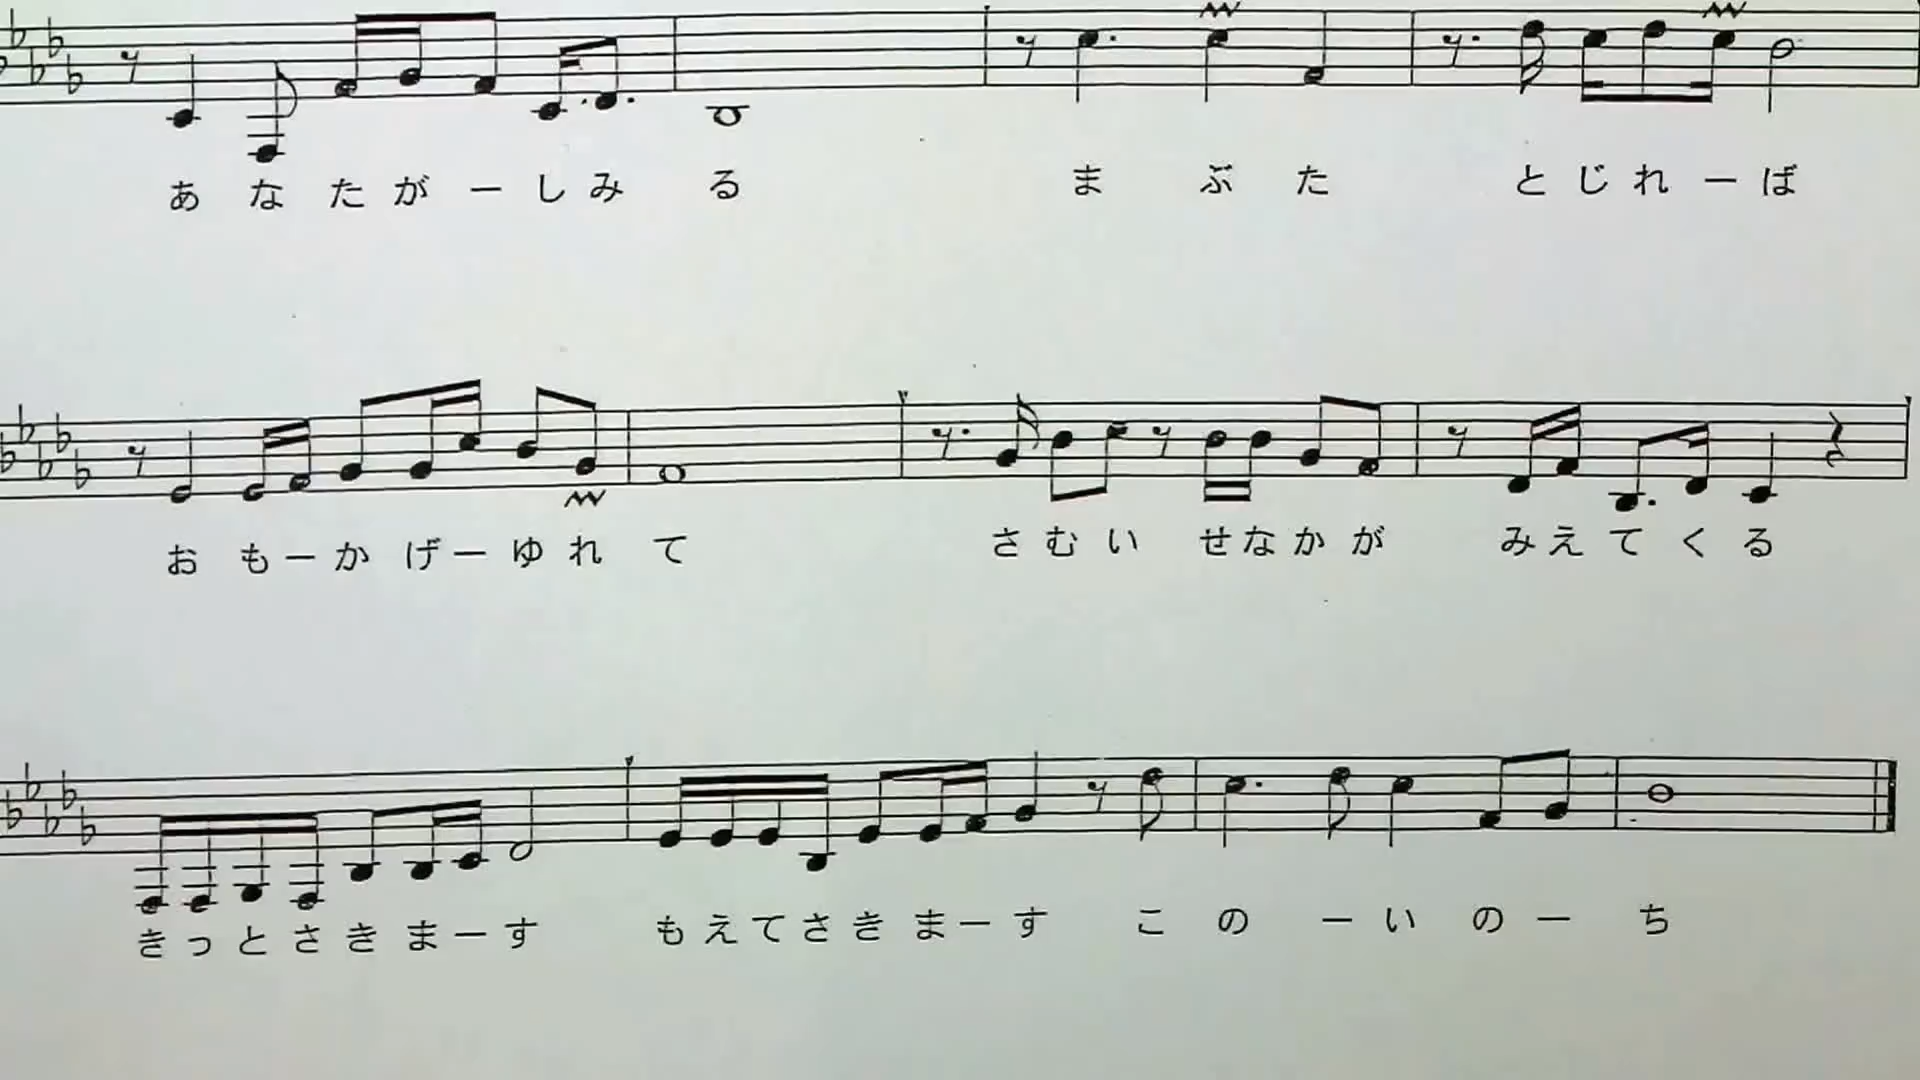 あなたがーしみる まぶた とじれーば
おもーかげーゆれて さむい せなかが みえてくる
きっとさきまーす もえてさきまーす この ーいのー ち